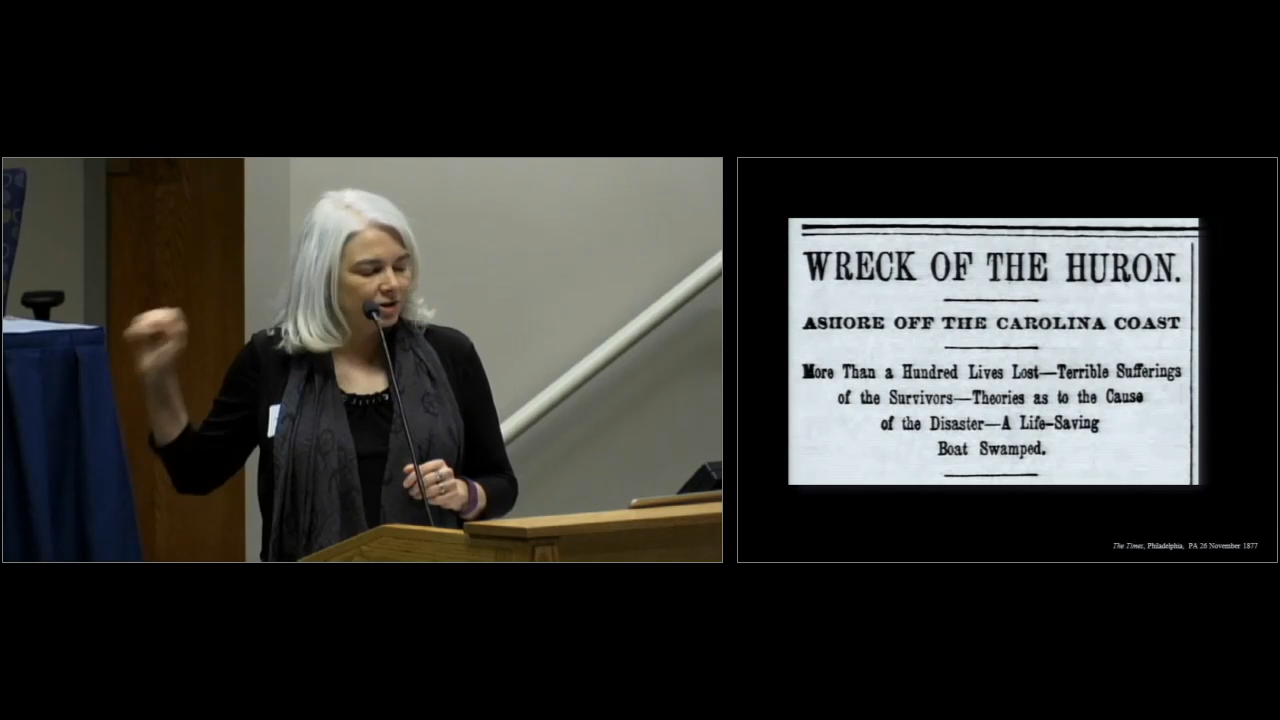 WRECK OF THE HURON.
ASHORE OFF THE CAROLINA COAST
More Than a Hundred Lives Lost—Terrible Sufferings
of the Survivors—Theories as to the Cause
of the Disaster—A Life-Saving
Boat Swamped.
The Times, Philadelphia, PA 26 November 1877